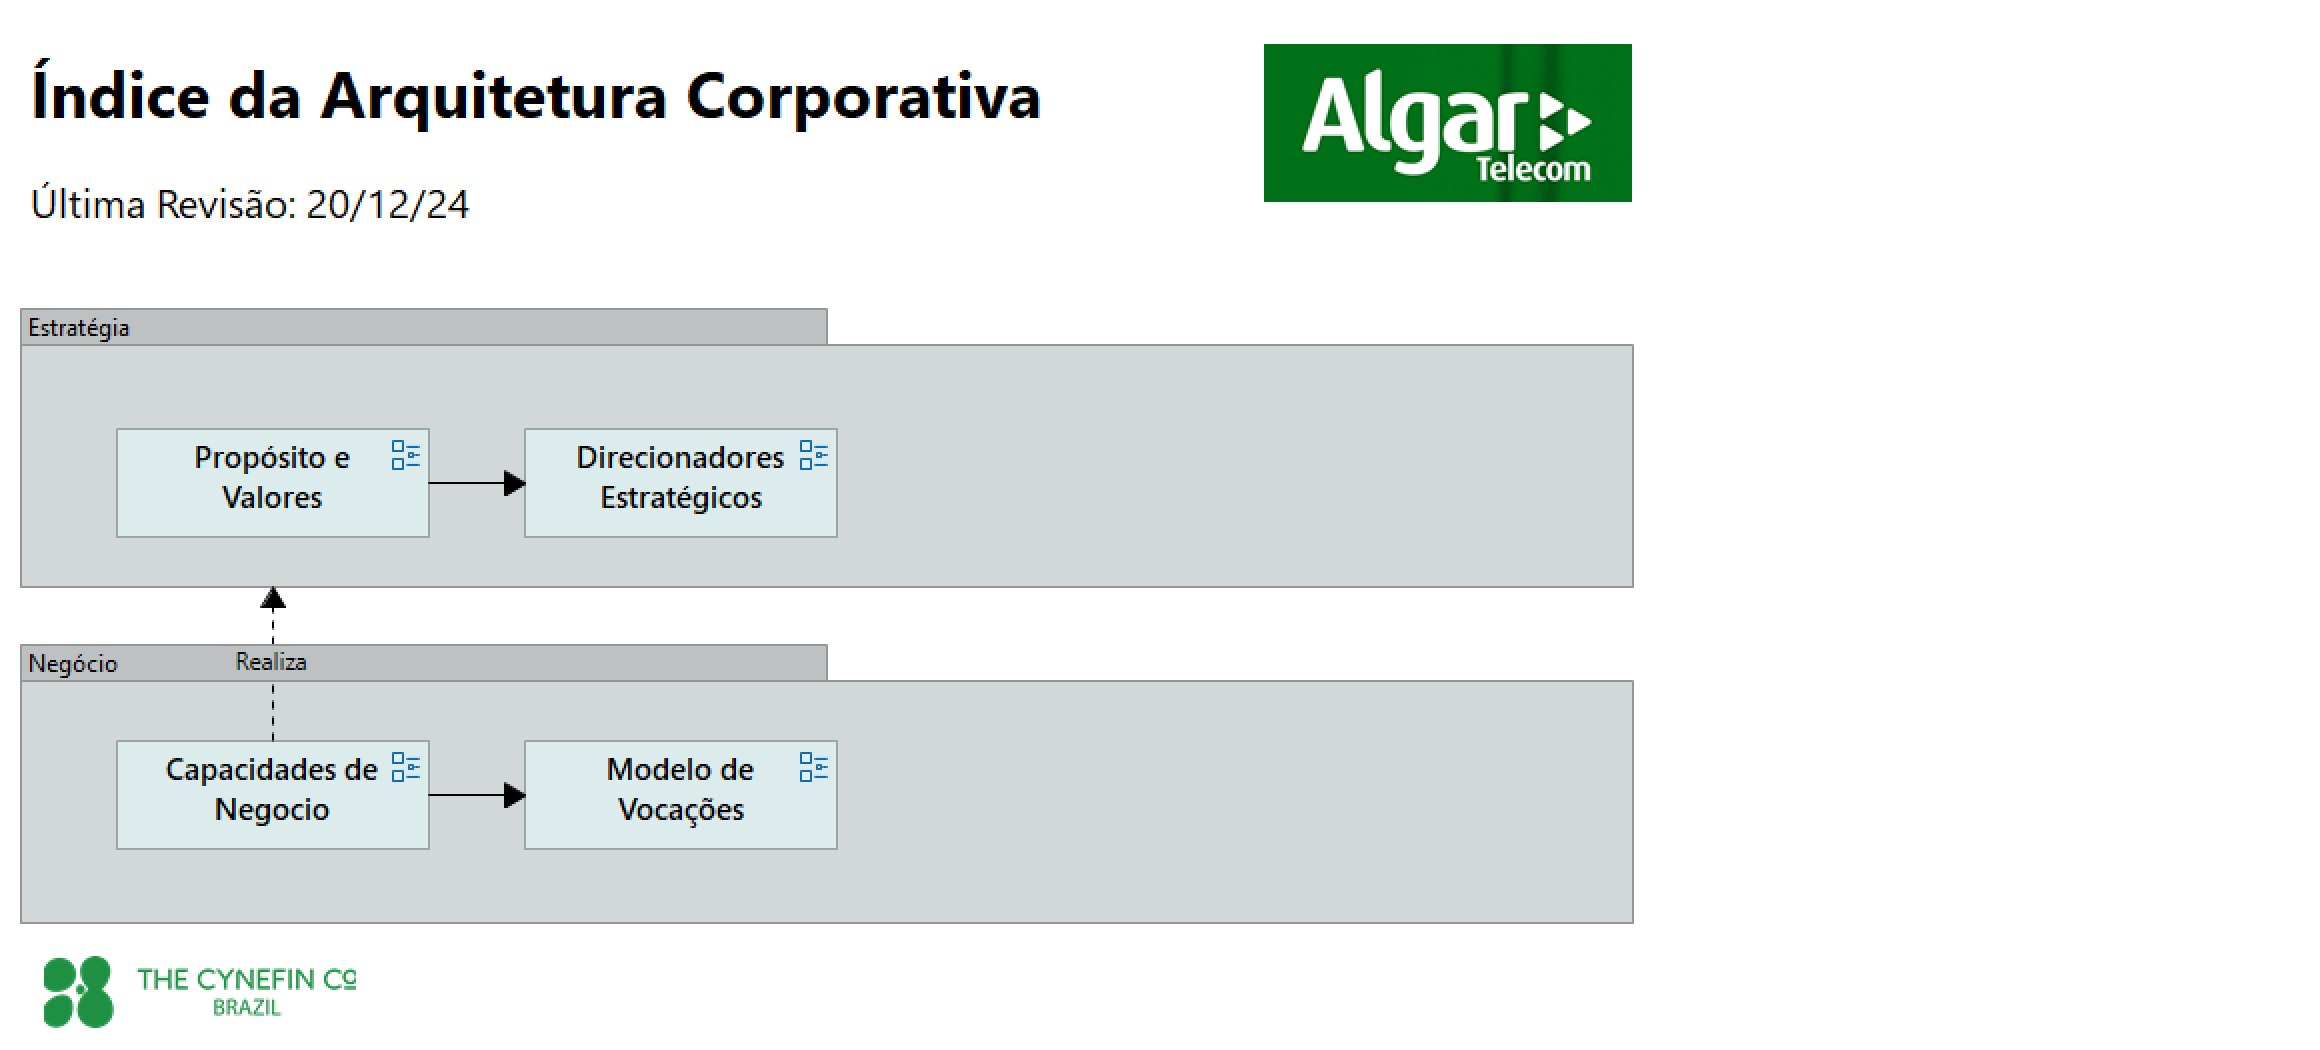 Índice da Arquitetura Corporativa
Algar
Telecom
Última Revisão: 20/12/24
Estratégia
Propósito e
Valores
Direcionadores
Estratégicos
Negócio
Realiza
Capacidades de
Negocio
Modelo de
Vocações
THE CYNEFIN Co
BRAZIL